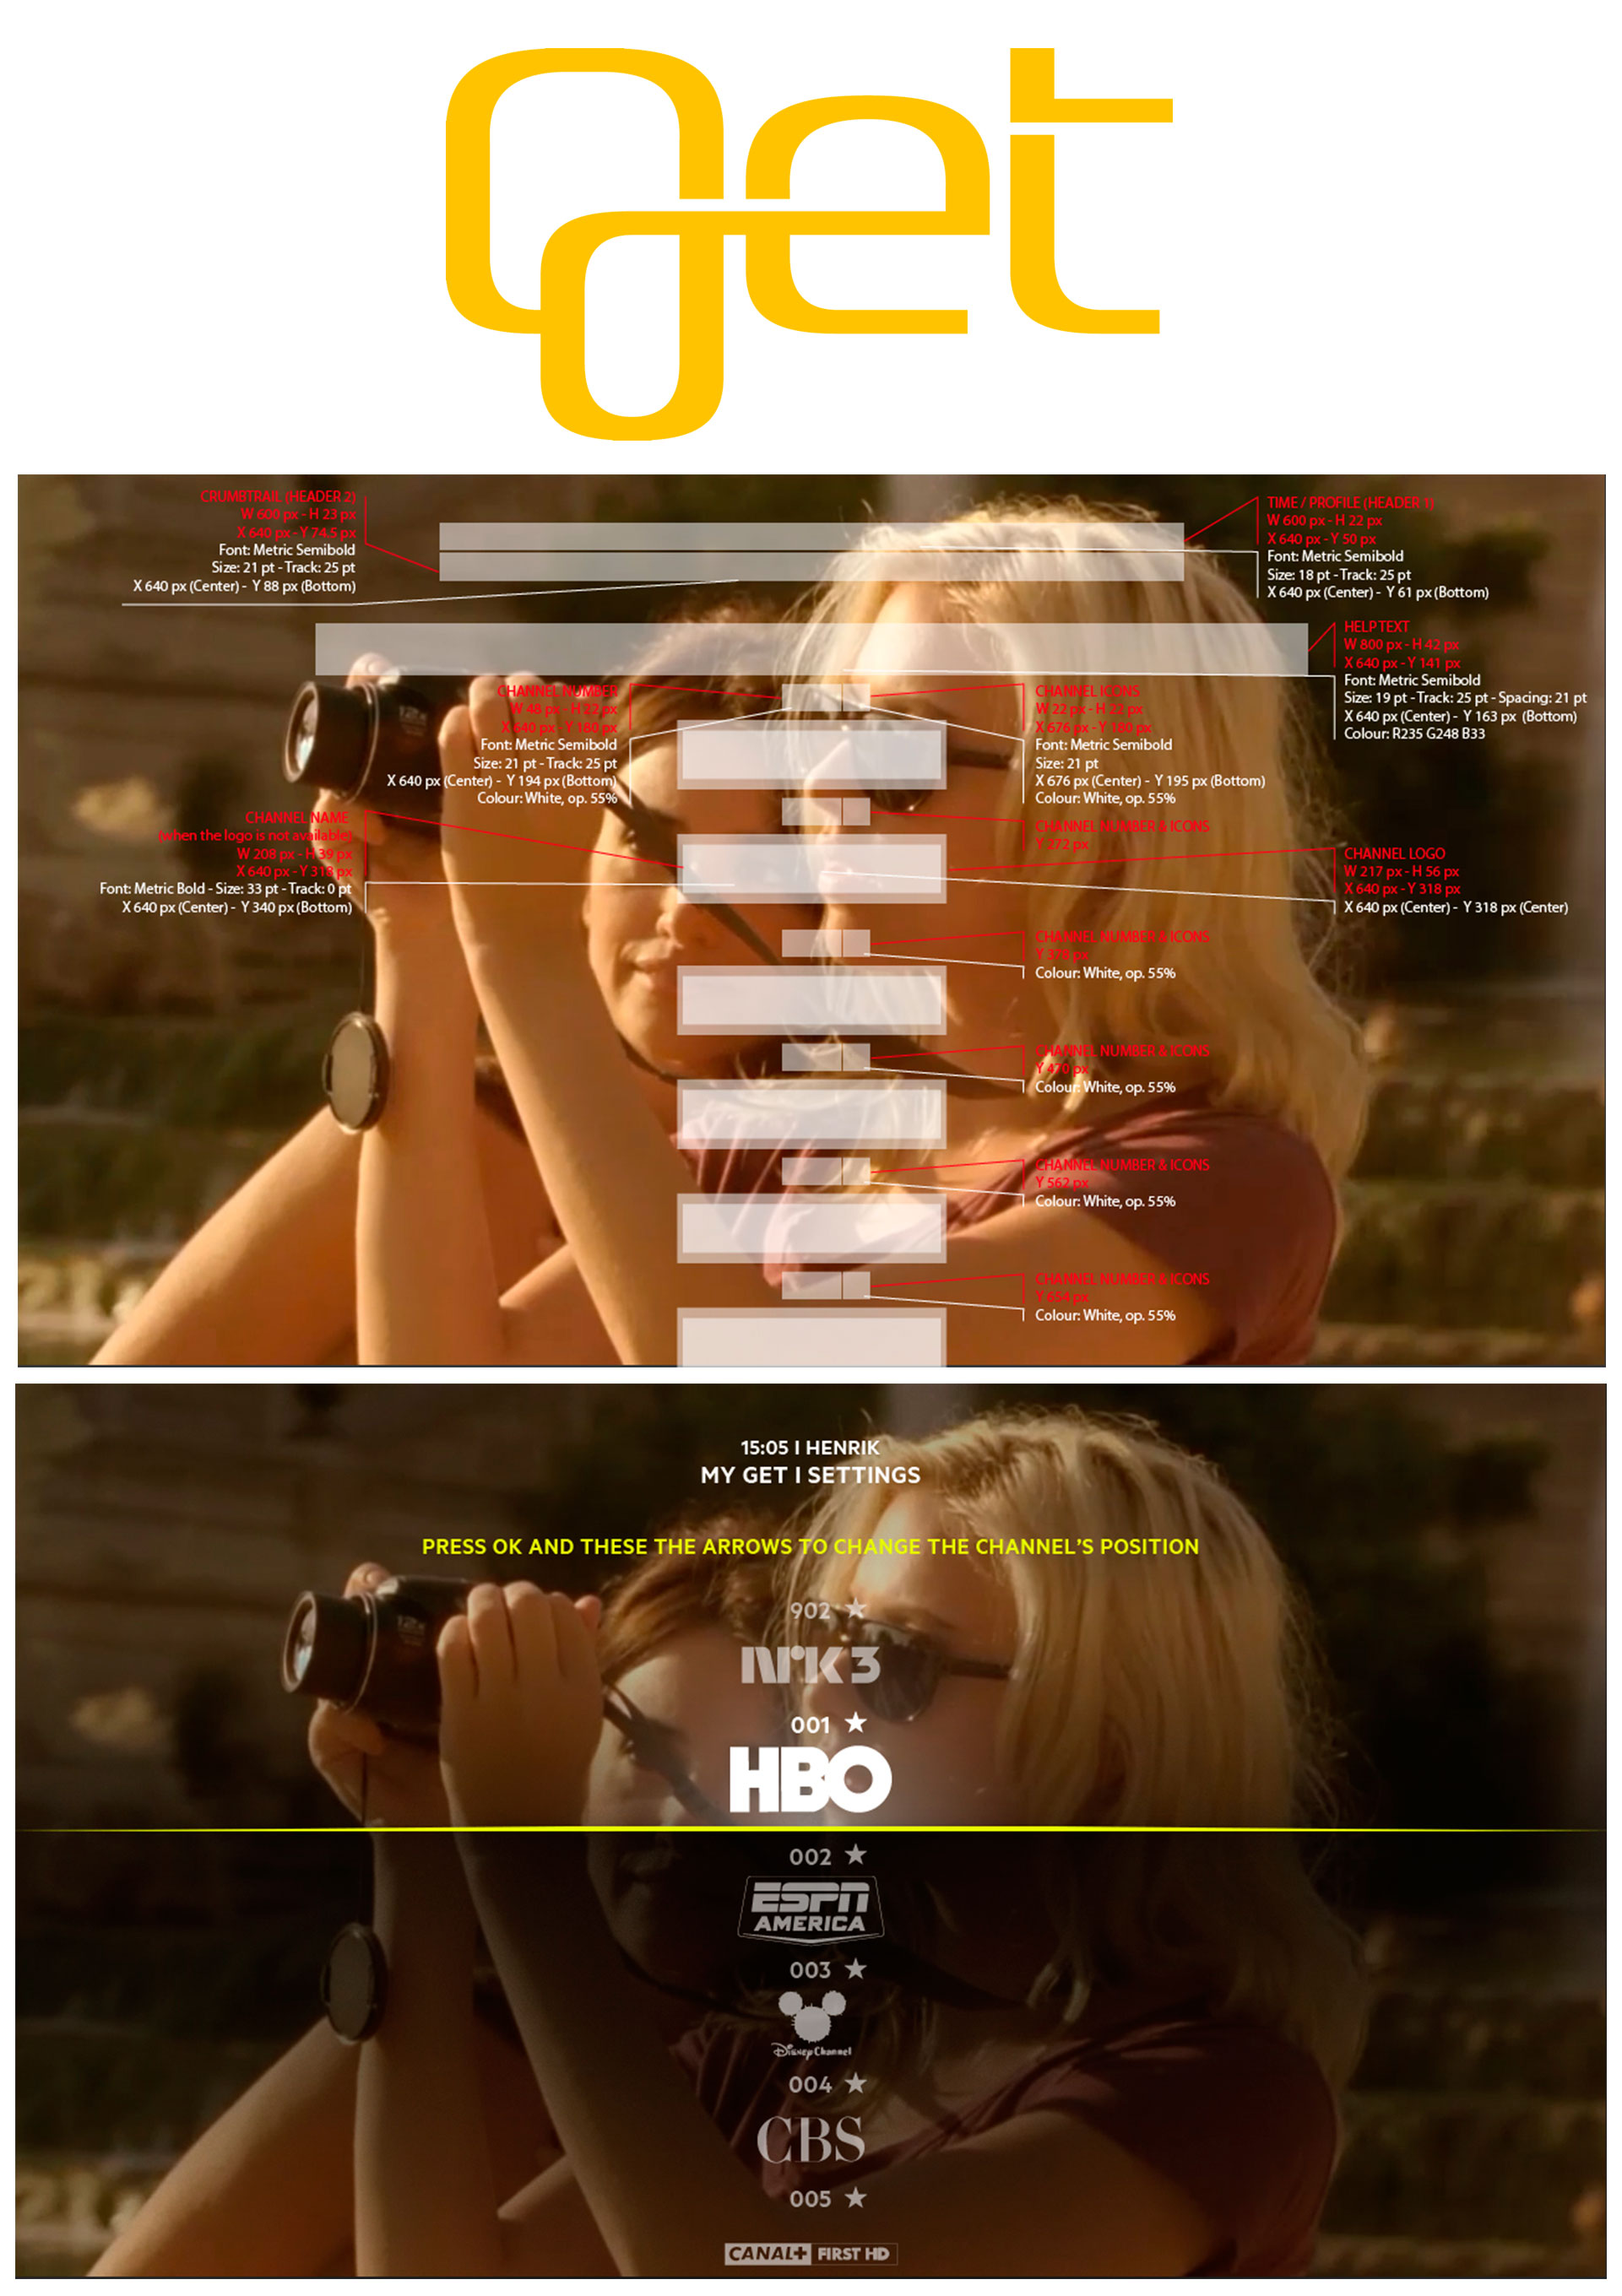 get
CRUMBTRAIL (HEADER 2)
W 600 px - H 23 px
X 640 px - Y 74.5 px
Font: Metric Semibold
Size: 21 pt - Track: 25 pt
X 640 px (Center) - Y 88 px (Bottom)
TIME / PROFILE (HEADER 1)
W 600 px - H 22 px
X 640 px - Y 50 px
Font: Metric Semibold
Size: 18 pt - Track: 25 pt
X 640 px (Center) - Y 61 px (Bottom)
HELP TEXT
W 800 px - H 42 px
X 640 px - Y 141 px
Font: Metric Semibold
Size: 19 pt - Track: 25 pt - Spacing: 21 pt
X 640 px (Center) - Y 163 px (Bottom)
Colour: R235 G248 B33
CHANNEL NUMBER
W 48 px - H 22 px
X 640 px - Y 180 px
Font: Metric Semibold
Size: 21 pt - Track: 25 pt
X 640 px (Center) - Y 194 px (Bottom)
Colour: White, op. 55%
CHANNEL ICONS
W 22 px - H 22 px
X 676 px - Y 180 px
Font: Metric Semibold
Size: 21 pt
X 676 px (Center) - Y 195 px (Bottom)
Colour: White, op. 55%
CHANNEL NAME
(when the logo is not available)
W 208 px - H 39 px
X 640 px - Y 318 px
Font: Metric Bold - Size: 33 pt - Track: 0 pt
X 640 px (Center) - Y 340 px (Bottom)
CHANNEL NUMBER & ICONS
Y 272 px
CHANNEL LOGO
W 217 px - H 56 px
X 640 px - Y 318 px
X 640 px (Center) - Y 318 px (Center)
CHANNEL NUMBER & ICONS
Y 378 px
Colour: White, op. 55%
CHANNEL NUMBER & ICONS
Y 470 px
Colour: White, op. 55%
CHANNEL NUMBER & ICONS
Y 562 px
Colour: White, op. 55%
CHANNEL NUMBER & ICONS
Y 654 px
Colour: White, op. 55%
15:05 I HENRIK
MY GET I SETTINGS
PRESS OK AND THESE THE ARROWS TO CHANGE THE CHANNEL'S POSITION
902 ★
NRK 3
001 ★
HBO
002 ★
ESPN
AMERICA
003 ★
Disney Channel
004 ★
CBS
005 ★
CANAL+ FIRST HD